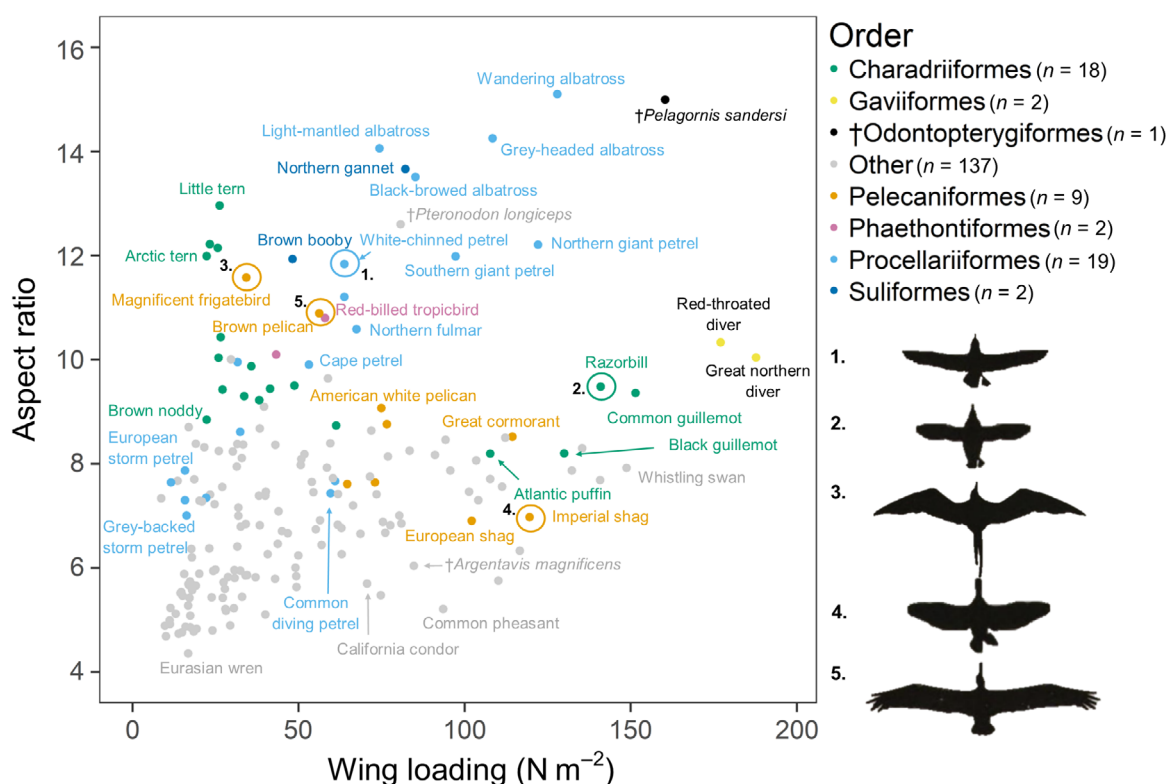 16
14
12
10
8
6
4
Aspect ratio
0
50
100
150
200
Wing loading (N m⁻²)
Wandering albatross
†Pelagornis sandersi
Light-mantled albatross
Grey-headed albatross
Northern gannet
Black-browed albatross
Little tern
†Pteronodon longiceps
Brown booby
White-chinned petrel
Northern giant petrel
Arctic tern
3.
1.
Southern giant petrel
Magnificent frigatebird
5.
Red-billed tropicbird
Brown pelican
Northern fulmar
Red-throated
diver
Cape petrel
Razorbill
Great northern
diver
2.
American white pelican
Brown noddy
Great cormorant
Common guillemot
European
storm petrel
Black guillemot
Whistling swan
Atlantic puffin
4.
Imperial shag
Grey-backed
storm petrel
European shag
†Argentavis magnificens
Common
diving petrel
Common pheasant
California condor
Eurasian wren
Order
Charadriiformes (n = 18)
Gaviiformes (n = 2)
†Odontopterygiformes (n = 1)
Other (n = 137)
Pelecaniformes (n = 9)
Phaethontiformes (n = 2)
Procellariiformes (n = 19)
Suliformes (n = 2)
1.
2.
3.
4.
5.